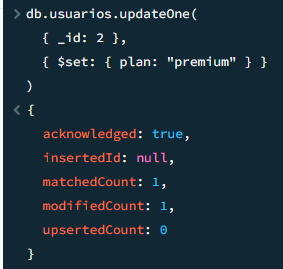 > db.usuarios.updateOne(
{ _id: 2 },
{ $set: { plan: "premium" } }
)
< {
acknowledged: true,
insertedId: null,
matchedCount: 1,
modifiedCount: 1,
upsertedCount: 0
}